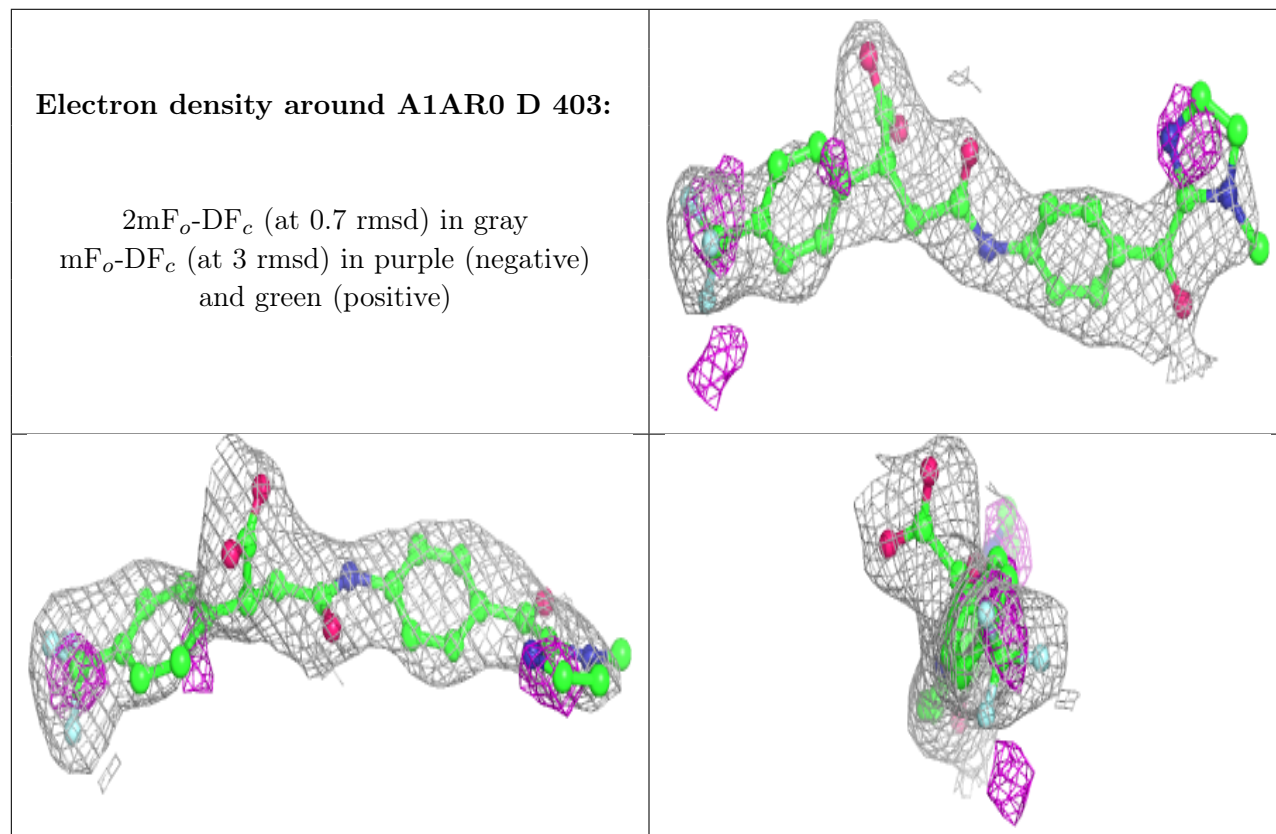 Electron density around A1AR0 D 403:
2mFo-DFc (at 0.7 rmsd) in gray
mFo-DFc (at 3 rmsd) in purple (negative)
and green (positive)